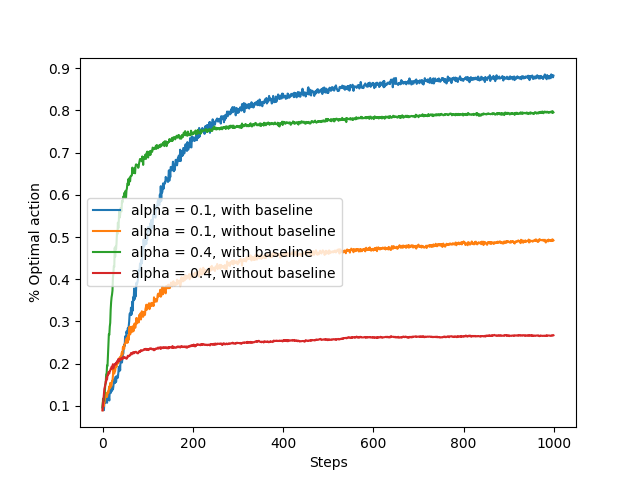 0.9
0.8
0.7
0.6
0.5
0.4
0.3
0.2
0.1
% Optimal action
alpha = 0.1, with baseline
alpha = 0.1, without baseline
alpha = 0.4, with baseline
alpha = 0.4, without baseline
0 200 400 600 800 1000
Steps